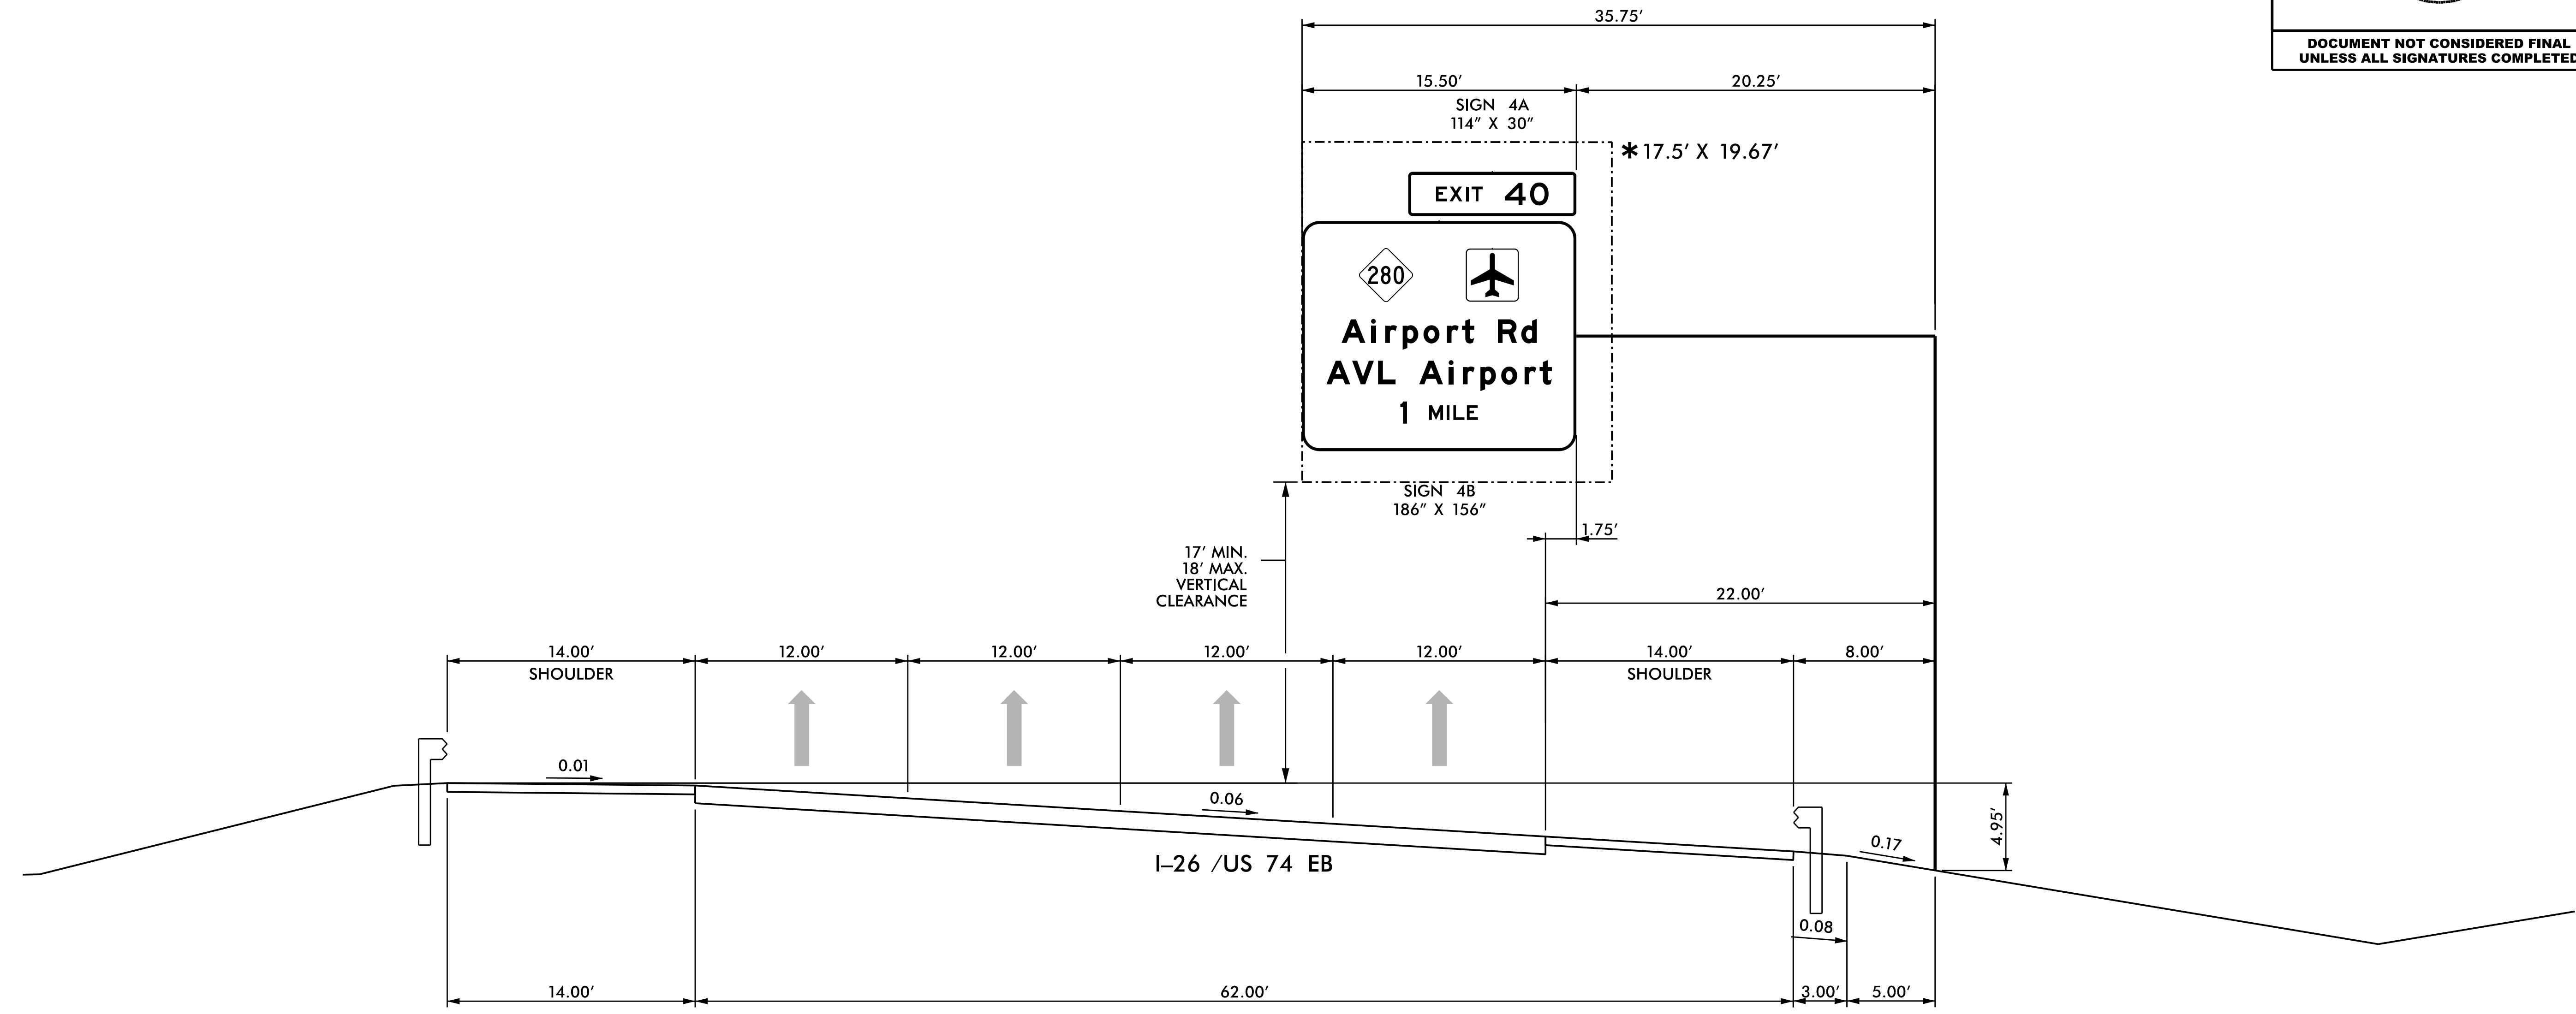 35.75'
DOCUMENT NOT CONSIDERED FINAL
UNLESS ALL SIGNATURES COMPLETED
15.50'
20.25'
SIGN 4A
114" X 30"
*17.5' X 19.67'
EXIT 40
280
Airport Rd
AVL Airport
1 MILE
SIGN 4B
186" X 156"
1.75'
17' MIN.
18' MAX.
VERTICAL
CLEARANCE
22.00'
14.00'
SHOULDER
12.00'
12.00'
12.00'
12.00'
14.00'
SHOULDER
8.00'
0.01
0.06
4.95'
0.17
I-26 /US 74 EB
0.08
14.00'
62.00'
3.00'
5.00'